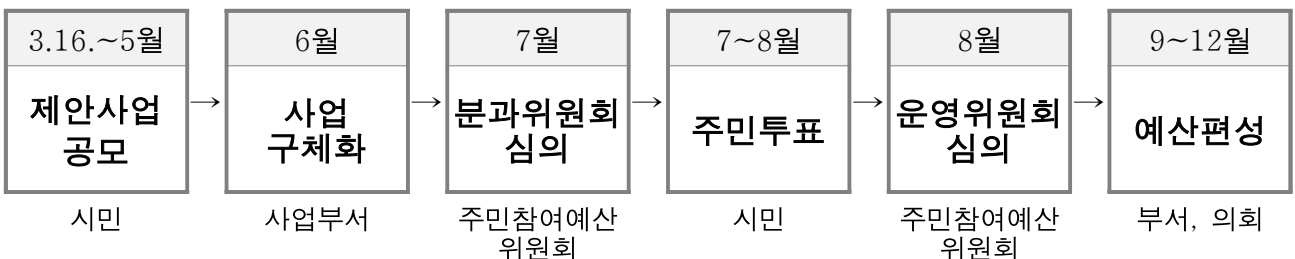 3.16.~5월
6월
7월
7~8월
8월
9~12월
제안사업
공모
사업
구체화
분과위원회
심의
주민투표
운영위원회
심의
예산편성
시민
사업부서
주민참여예산
위원회
시민
주민참여예산
위원회
부서, 의회